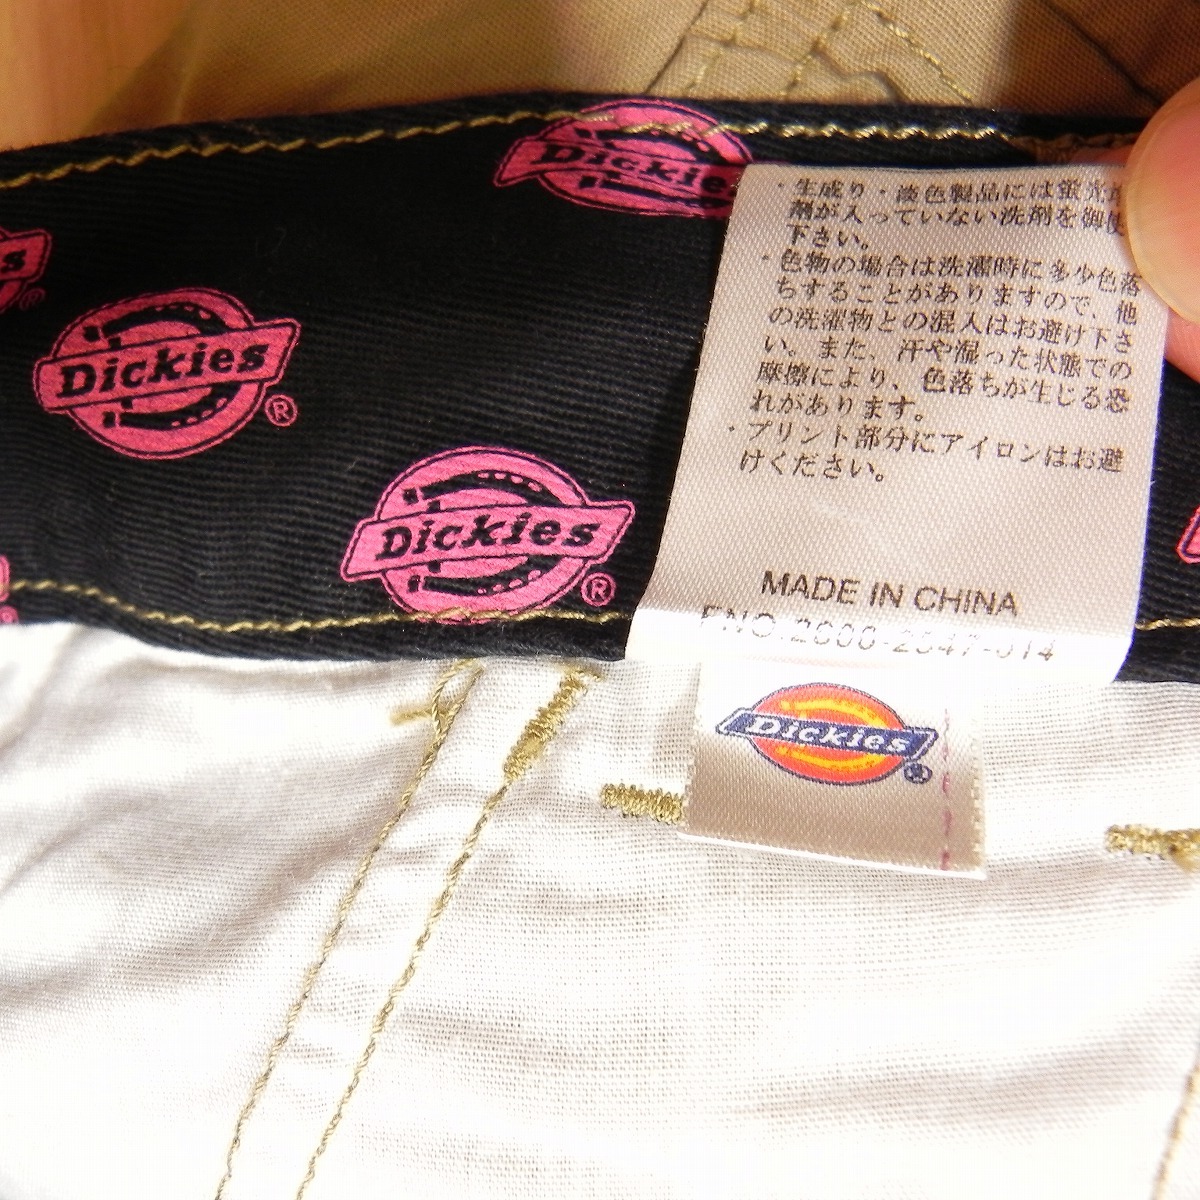 Dickies
s®
Dickies®
Dickies®
・生成り・淡色製品には蛍光増
剤が入っていない洗剤を御使
下さい。
・色物の場合は洗濯時に多少色落
ちすることがありますので、他
の洗濯物との混入はお避け下さ
い。また、汗や湿った状態での
摩擦により、色落ちが生じる恐
れがあります。
・プリント部分にアイロンはお避
けください。
MADE IN CHINA
PNO.2600-2547-014
Dickies®